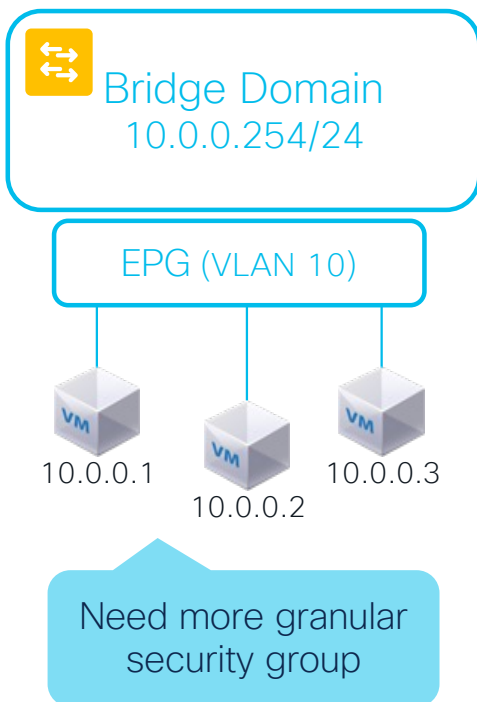 Bridge Domain
10.0.0.254/24
EPG (VLAN 10)
VM
VM
VM
10.0.0.1
10.0.0.2
10.0.0.3
Need more granular
security group